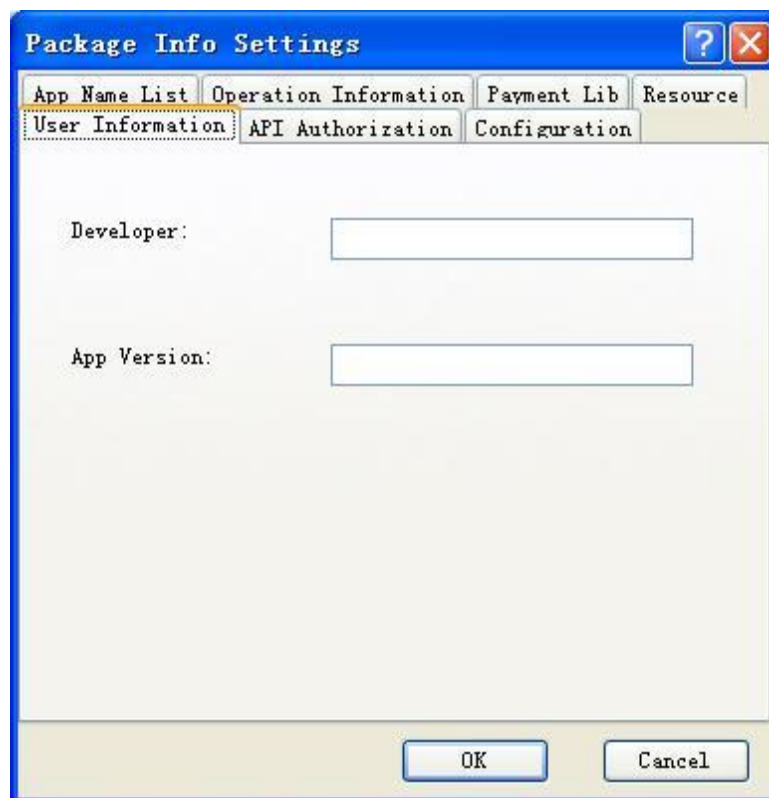 Package Info Settings
App Name List Operation Information Payment Lib Resource
User Information API Authorization Configuration
Developer:
App Version:
OK Cancel